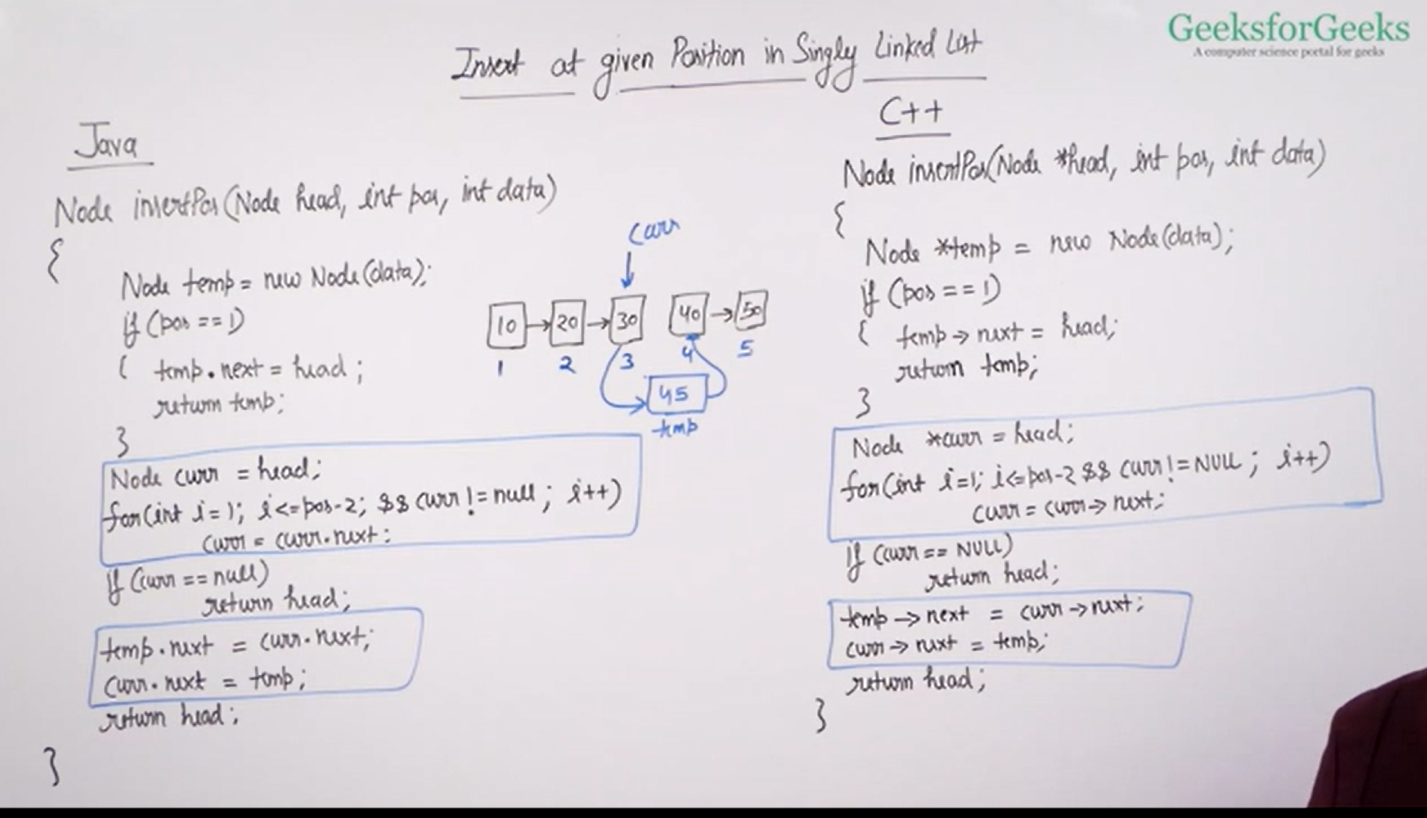 GeeksforGeeks
A computer science portal for geeks
Insert at given Position in Singly Linked List
Java
Node insertPos(Node head, int pos, int data)
{
Node temp = new Node(data);
if (pos == 1)
{ temp.next = head;
return temp;
}
Node curr = head;
for(int i=1; i<=pos-2; && curr != null; i++)
curr = curr.next;
if (curr == null)
return head;
temp.next = curr.next;
curr.next = temp;
return head;
}
curr
10 → 20 → 30 40 → 50
1 2 3 4 5
45
temp
C++
Node insertPos(Node *head, int pos, int data)
{
Node *temp = new Node(data);
if (pos == 1)
{ temp → next = head;
return temp;
}
Node *curr = head;
for(int i=1; i<=pos-2 && curr != NULL; i++)
curr = curr → next;
if (curr == NULL)
return head;
temp → next = curr → next;
curr → next = temp;
return head;
}